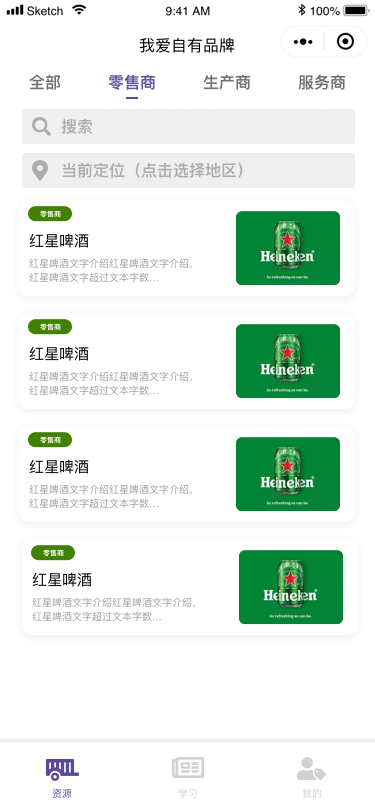 Sketch 9:41 AM 100%
我爱自有品牌
全部 零售商 生产商 服务商
搜索
当前定位（点击选择地区）
零售商
红星啤酒
红星啤酒文字介绍红星啤酒文字介绍，
红星啤酒文字超过文本字数...
Heineken
As refreshing as can be.
零售商
红星啤酒
红星啤酒文字介绍红星啤酒文字介绍，
红星啤酒文字超过文本字数...
Heineken
As refreshing as can be.
零售商
红星啤酒
红星啤酒文字介绍红星啤酒文字介绍，
红星啤酒文字超过文本字数...
Heineken
As refreshing as can be.
零售商
红星啤酒
红星啤酒文字介绍红星啤酒文字介绍，
红星啤酒文字超过文本字数...
Heineken
As refreshing as can be.
资源 学习 我的